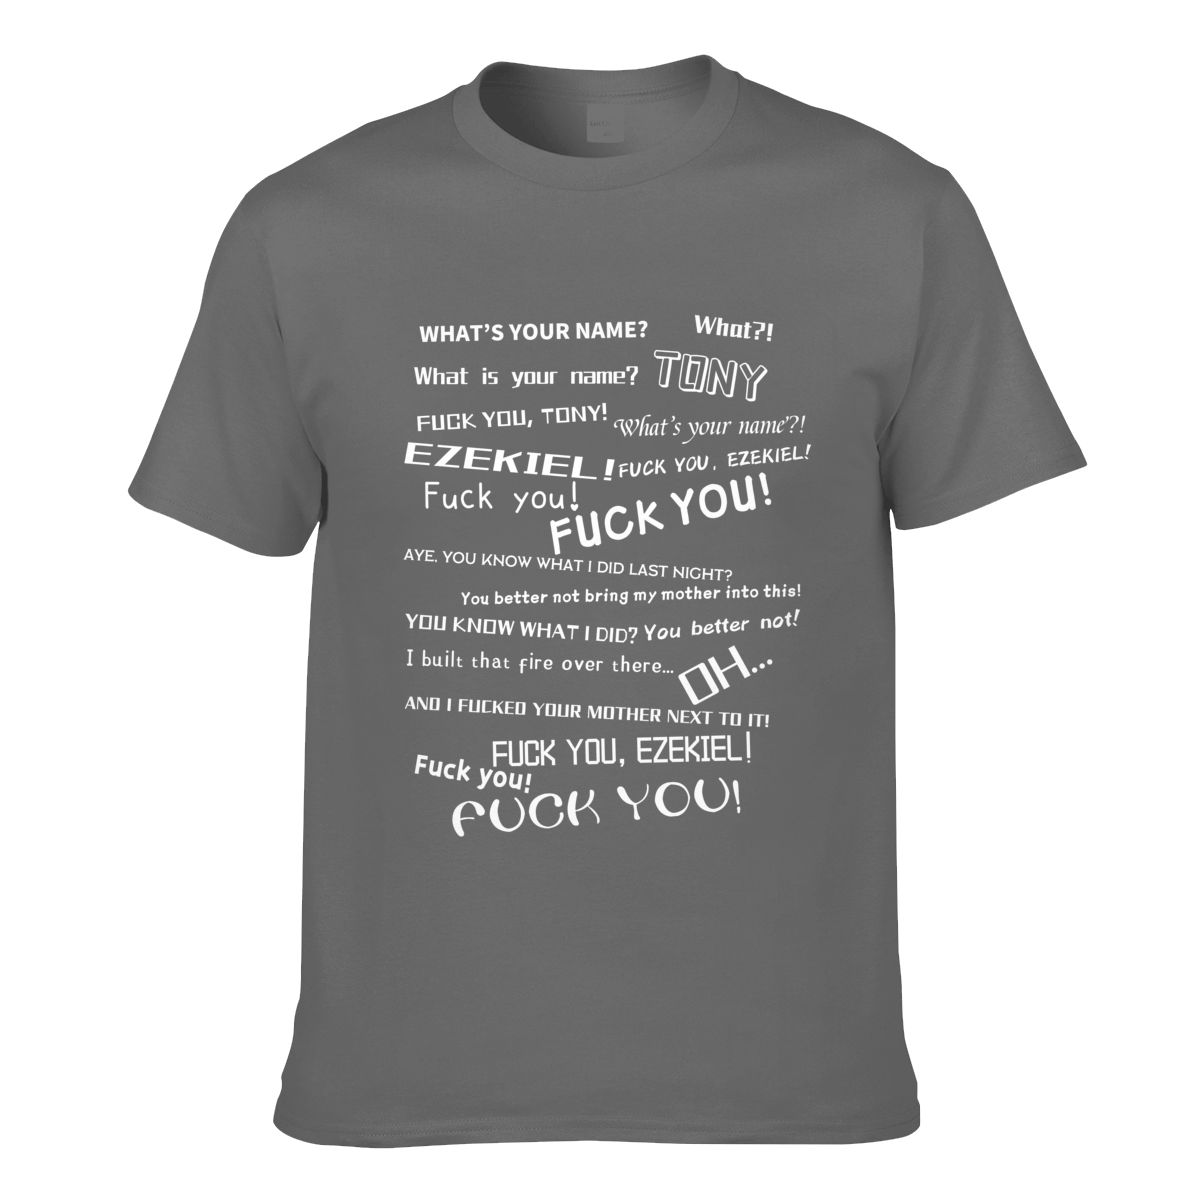 WHAT'S YOUR NAME? What?!
What is your name? TONY
FUCK YOU, TONY! What's your name?!
EZEKIEL! FUCK YOU, EZEKIEL!
Fuck you!
FUCK YOU!
AYE, YOU KNOW WHAT I DID LAST NIGHT?
You better not bring my mother into this!
YOU KNOW WHAT I DID? You better not!
I built that fire over there... OH...
AND I FUCKED YOUR MOTHER NEXT TO IT!
FUCK YOU, EZEKIEL!
Fuck you!
FUCK YOU!